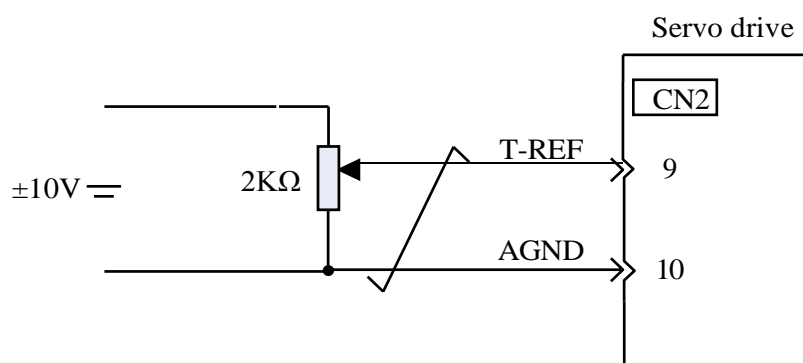 Servo drive
CN2
T-REF
9
2KΩ
±10V
AGND
10